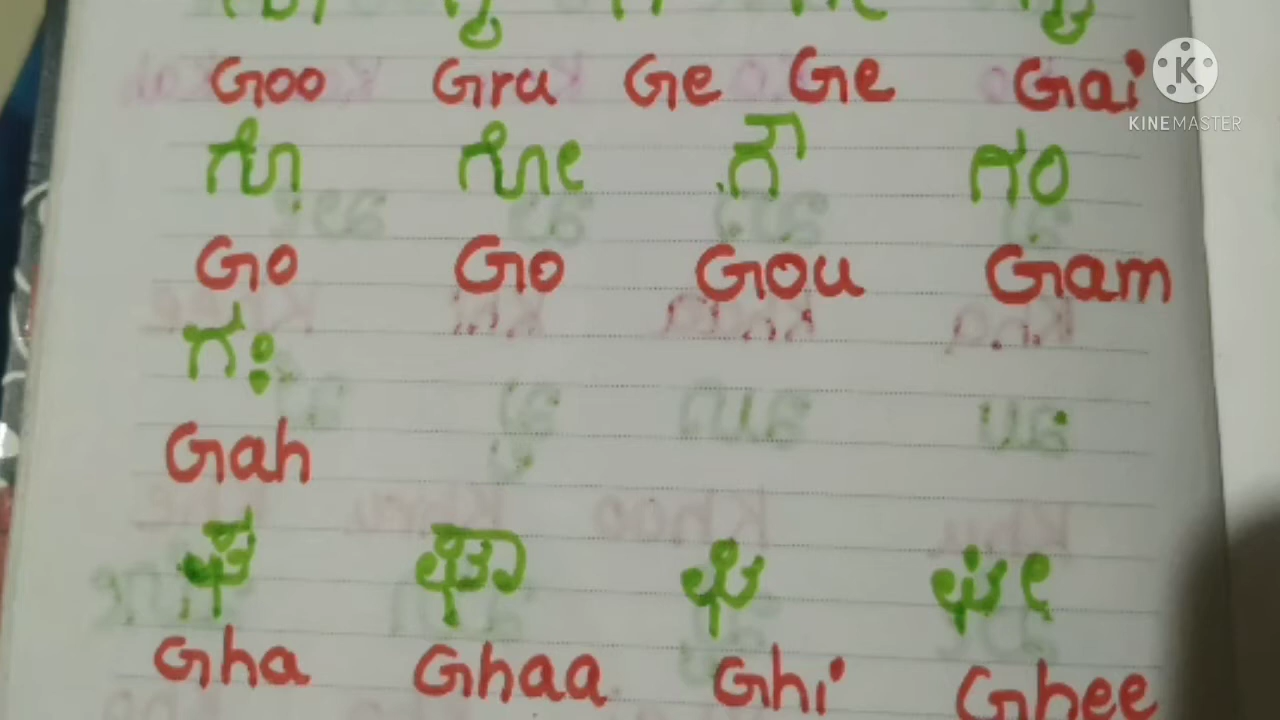 Goo Gru Ge Ge Gai
ಗೊ ಗೋ ಗೌ ಗಂ
Go Go Gou Gam
ಗಃ
Gah
ಘ ಘಾ ಘಿ ಘೀ
Gha Ghaa Ghi Ghee
K
KINEMASTER